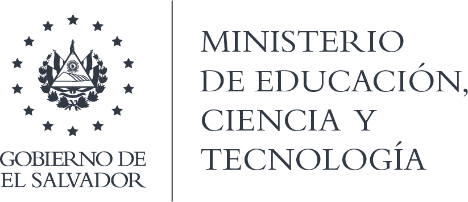 GOBIERNO DE
EL SALVADOR
MINISTERIO
DE EDUCACIÓN,
CIENCIA Y
TECNOLOGÍA